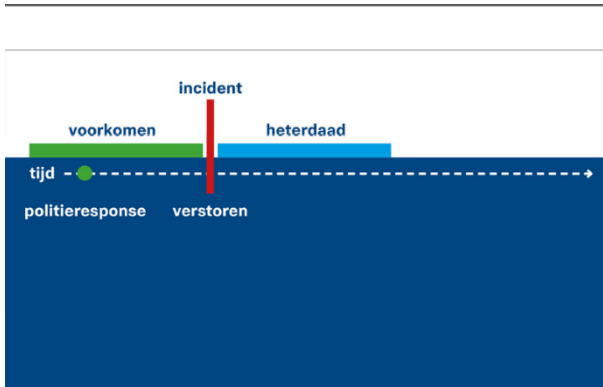 incident
voorkomen heterdaad
tijd
politieresponse verstoren